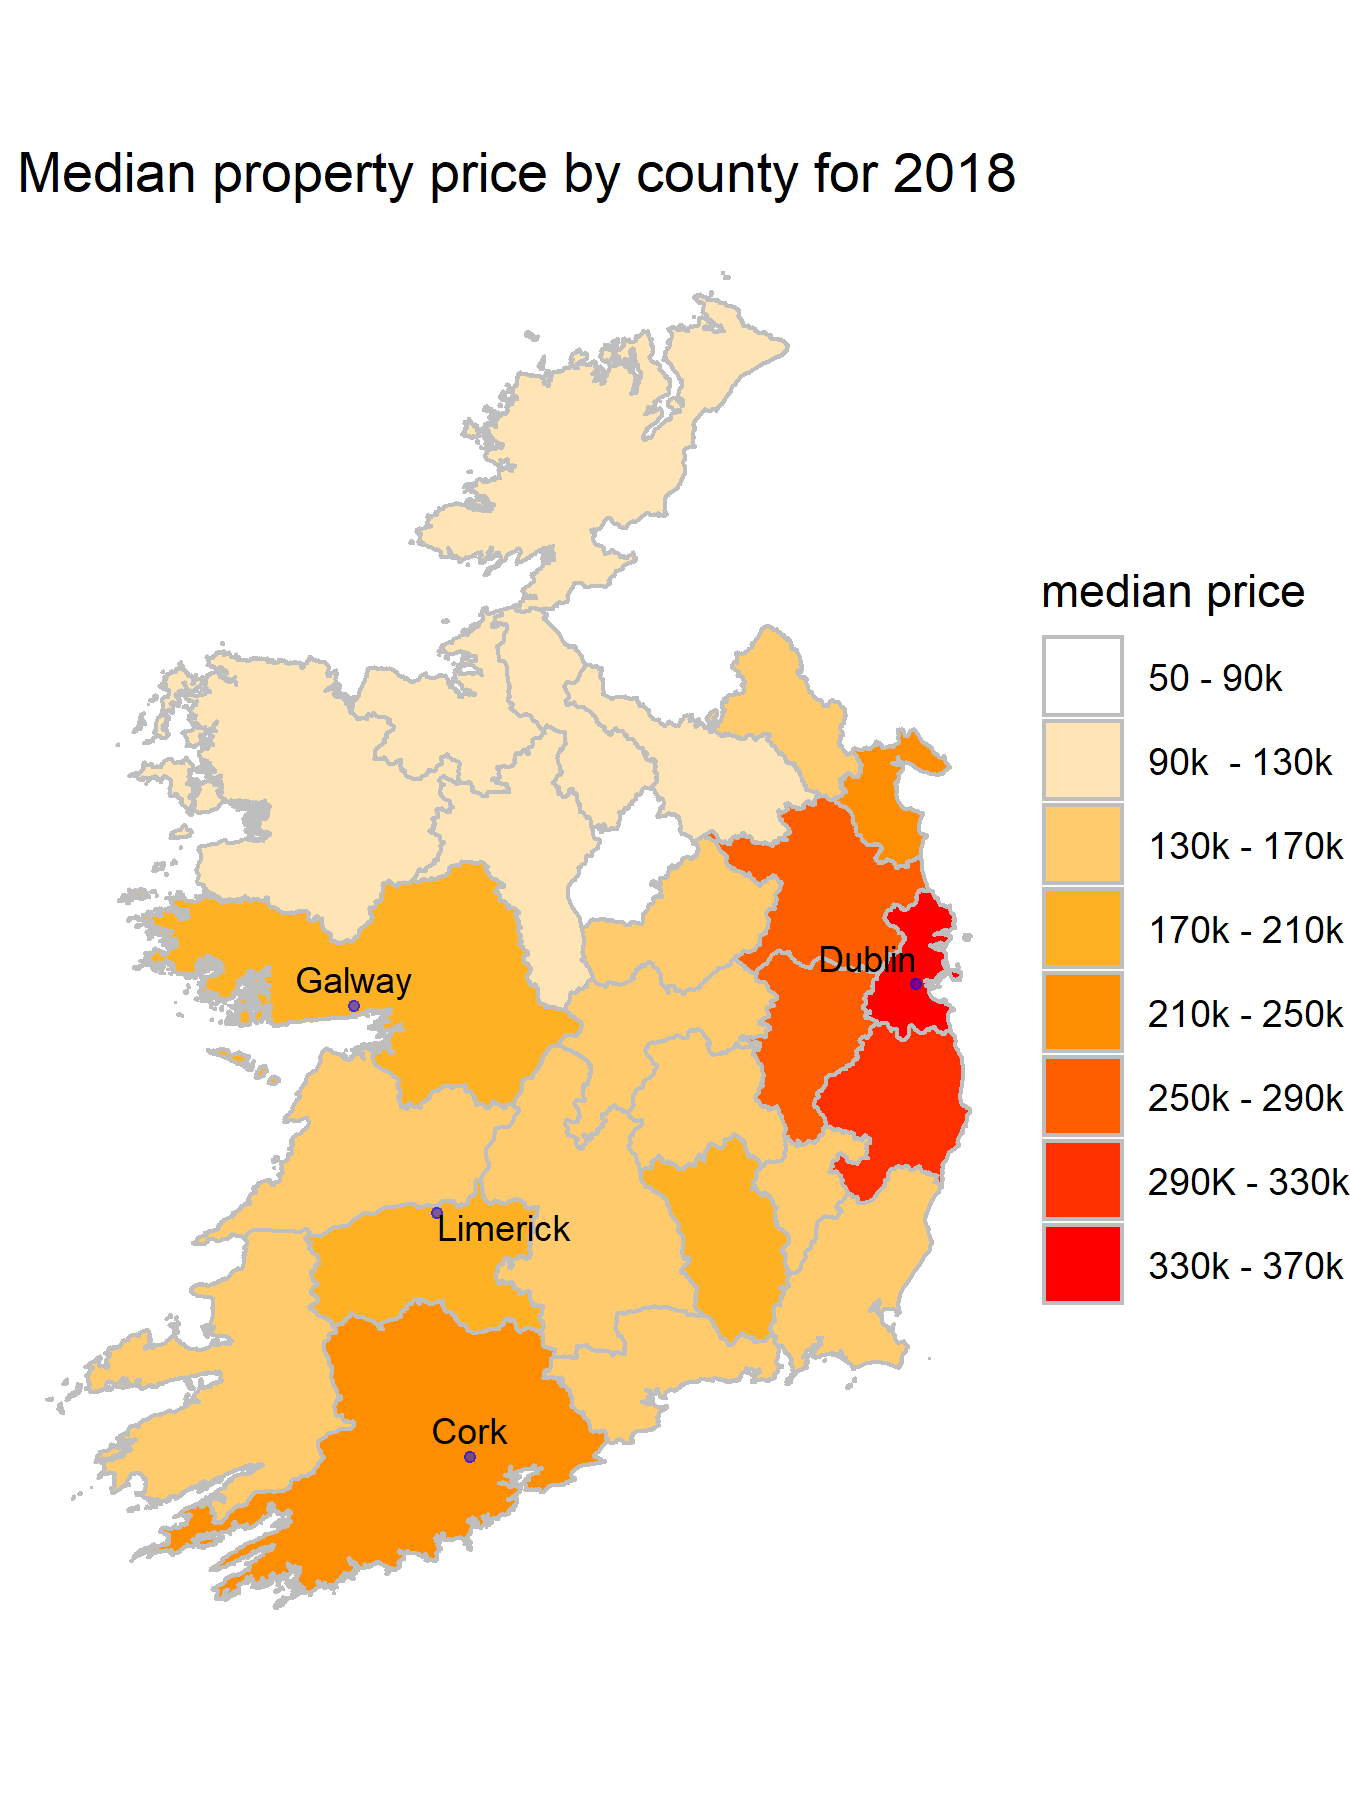 Median property price by county for 2018
median price
50 - 90k
90k  - 130k
130k - 170k
170k - 210k
210k - 250k
250k - 290k
290K - 330k
330k - 370k
Dublin
Galway
Limerick
Cork